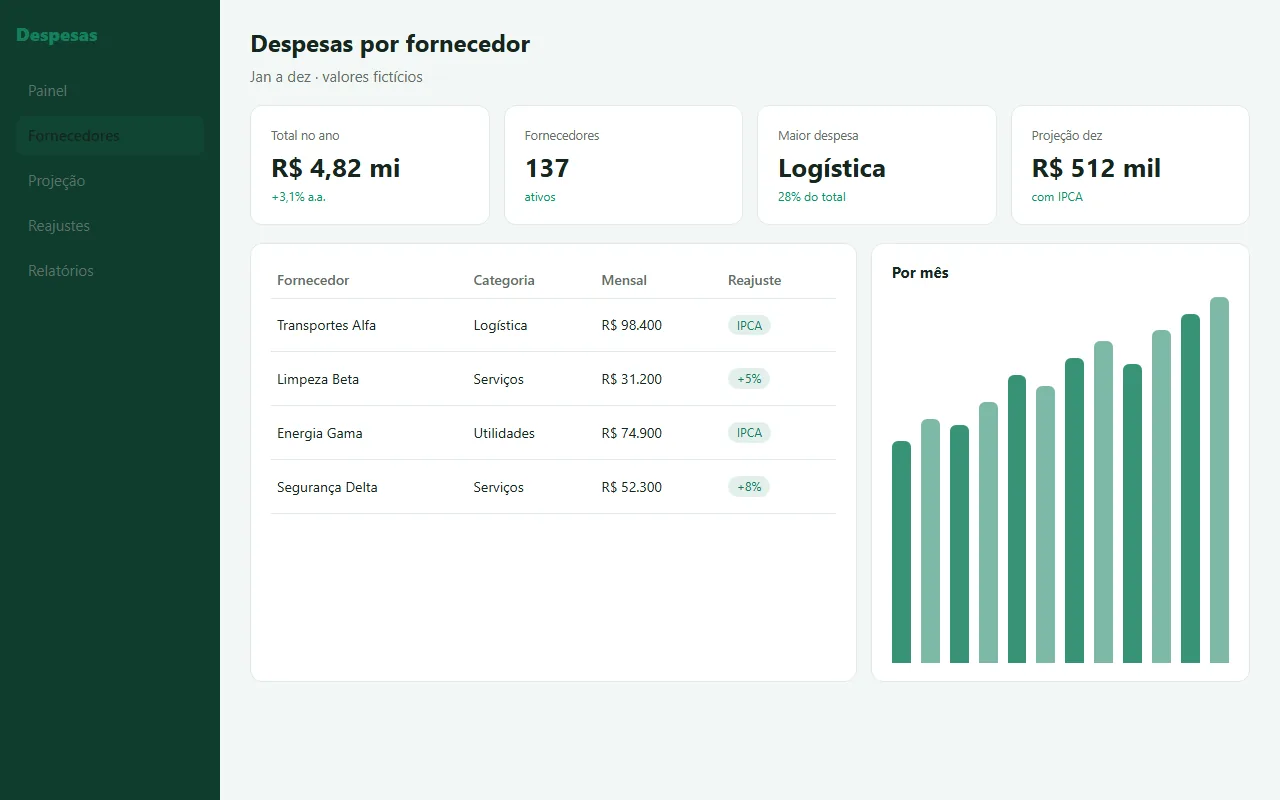 Despesas
Painel
Fornecedores
Projeção
Reajustes
Relatórios
Despesas por fornecedor
Jan a dez · valores fictícios
Total no ano
R$ 4,82 mi
+3,1% a.a.
Fornecedores
137
ativos
Maior despesa
Logística
28% do total
Projeção dez
R$ 512 mil
com IPCA
Fornecedor Categoria Mensal Reajuste
Transportes Alfa Logística R$ 98.400 IPCA
Limpeza Beta Serviços R$ 31.200 +5%
Energia Gama Utilidades R$ 74.900 IPCA
Segurança Delta Serviços R$ 52.300 +8%
Por mês